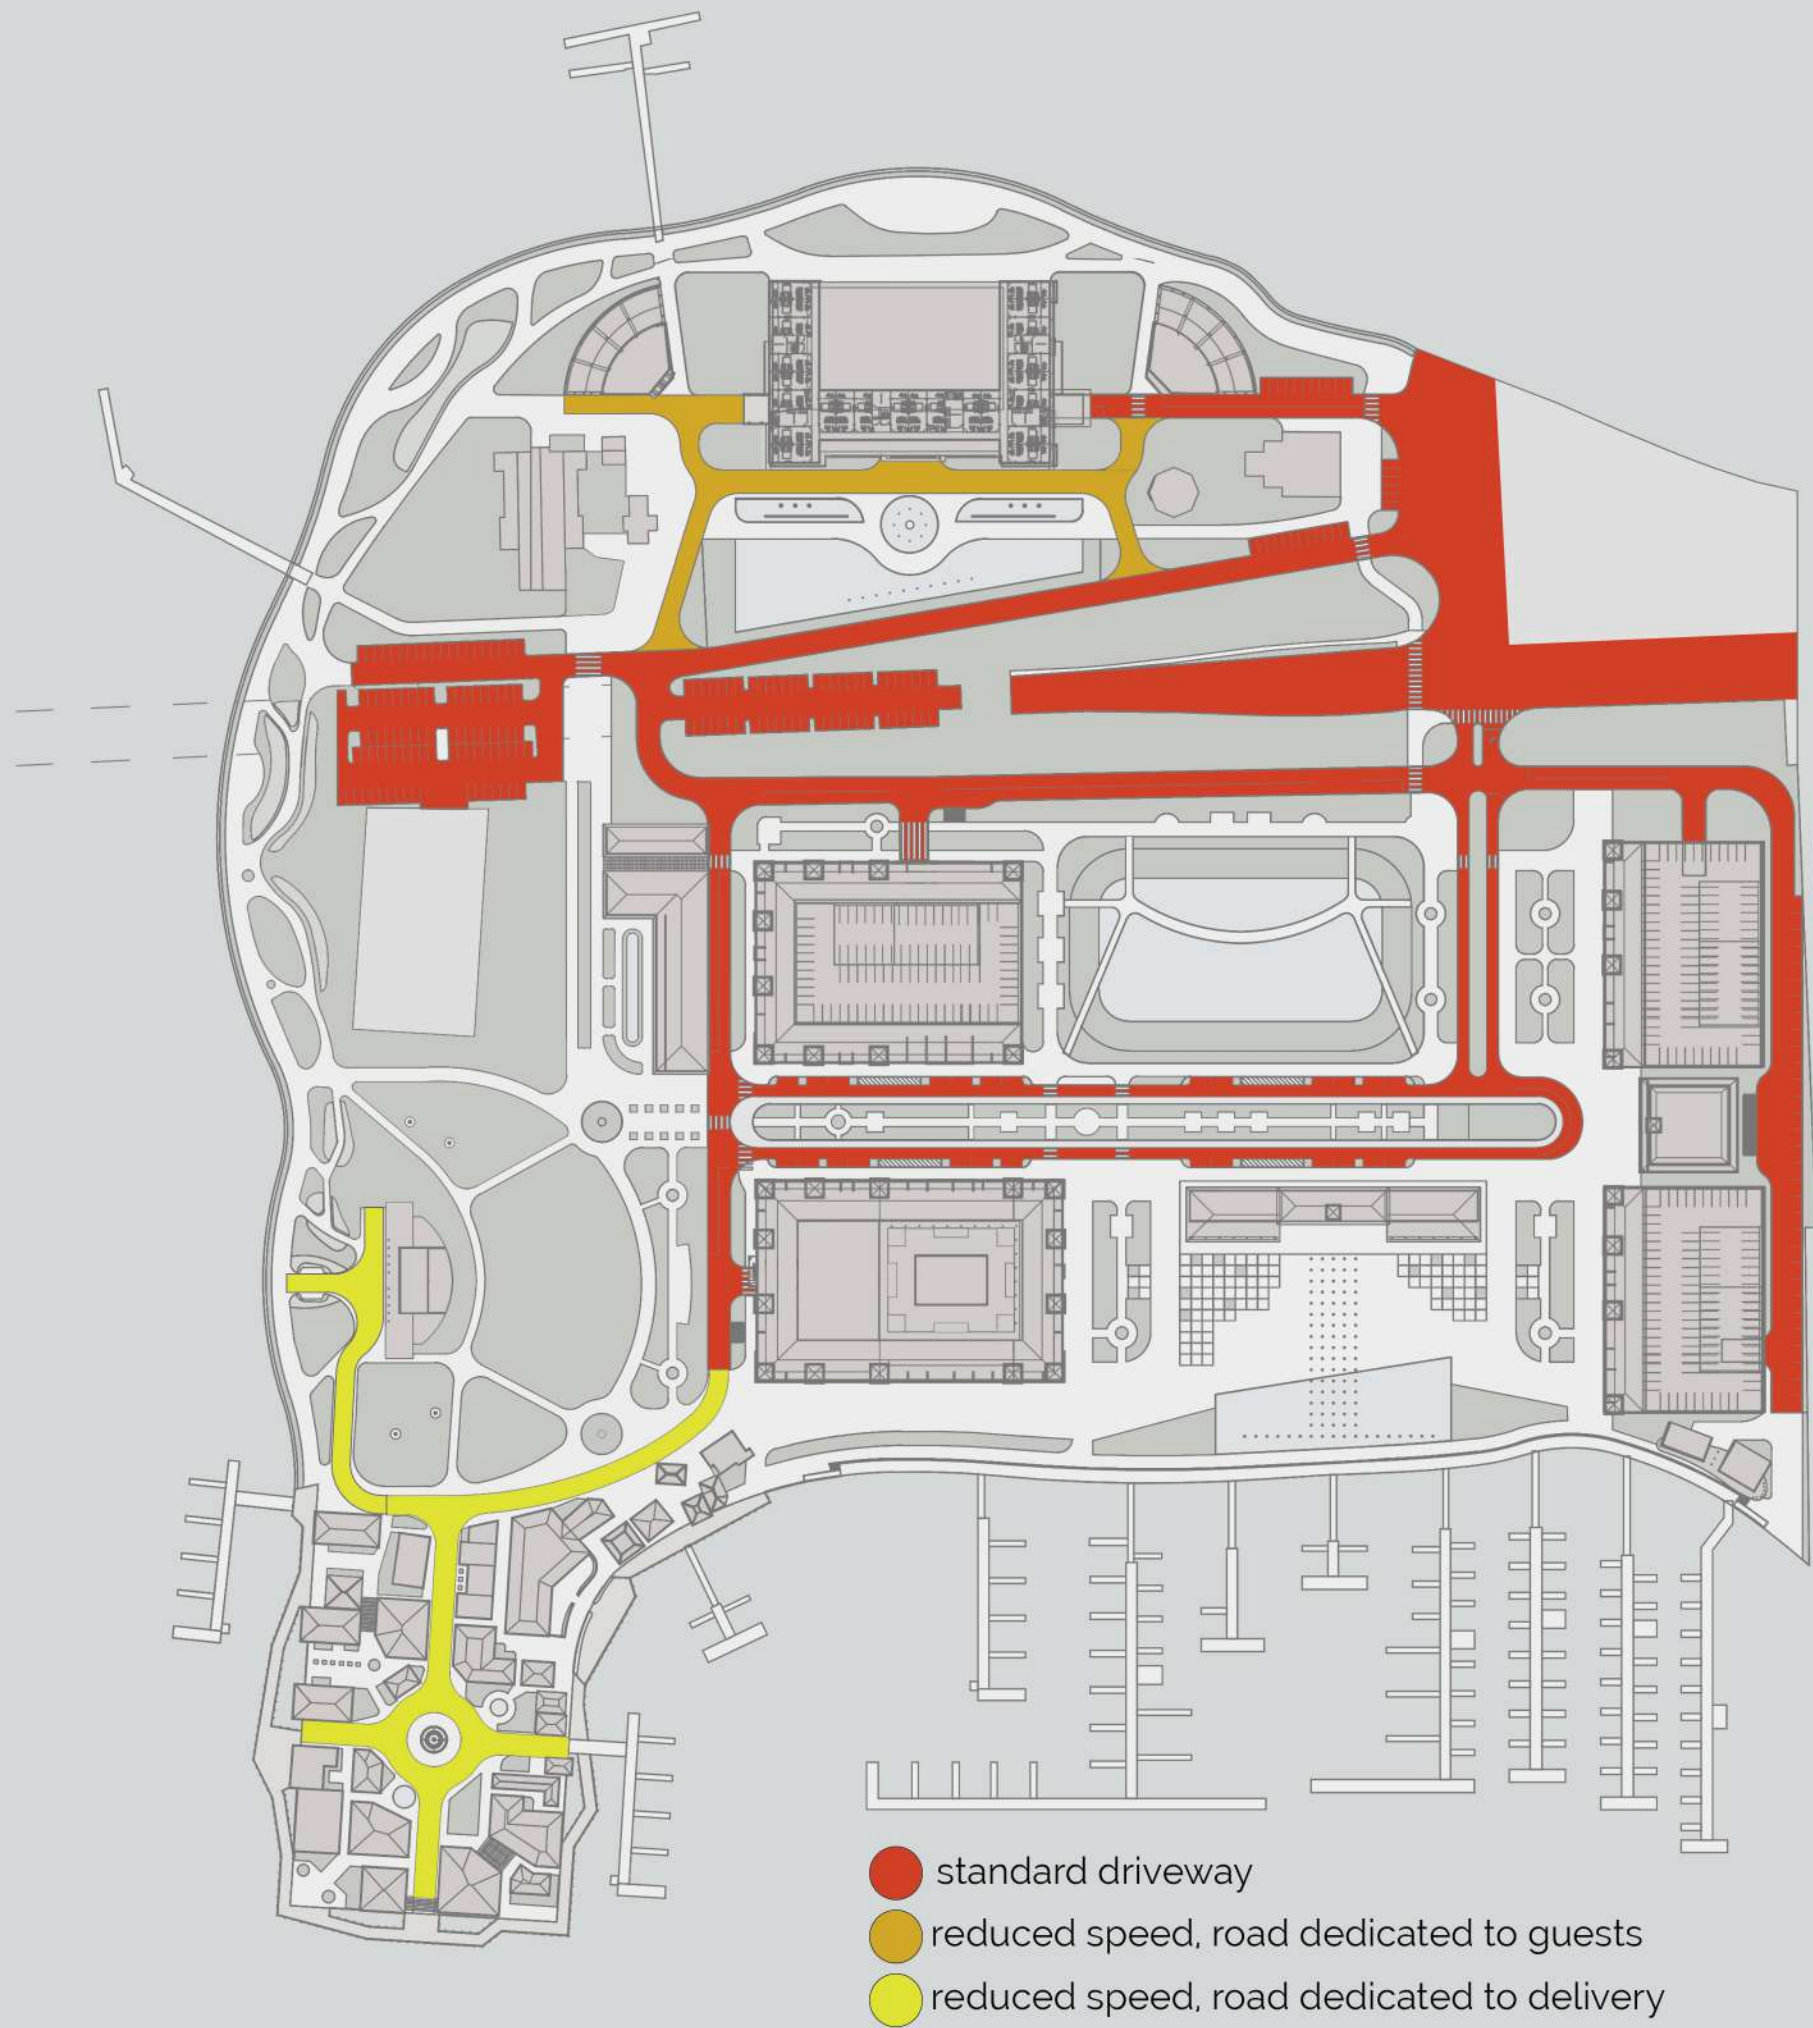 standard driveway
reduced speed, road dedicated to guests
reduced speed, road dedicated to delivery